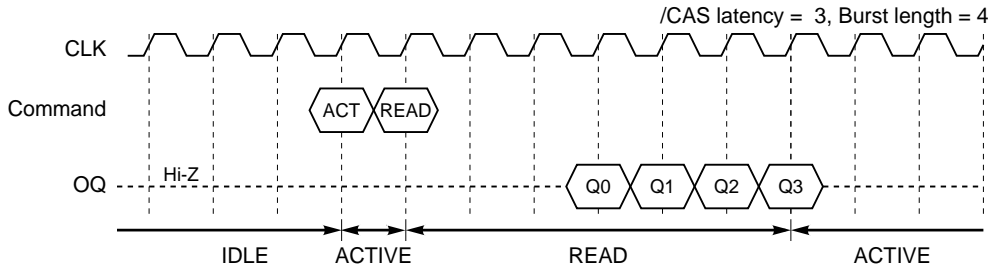 /CAS latency = 3, Burst length = 4
CLK
Command ACT READ
Hi-Z
OQ Q0 Q1 Q2 Q3
IDLE ACTIVE READ ACTIVE